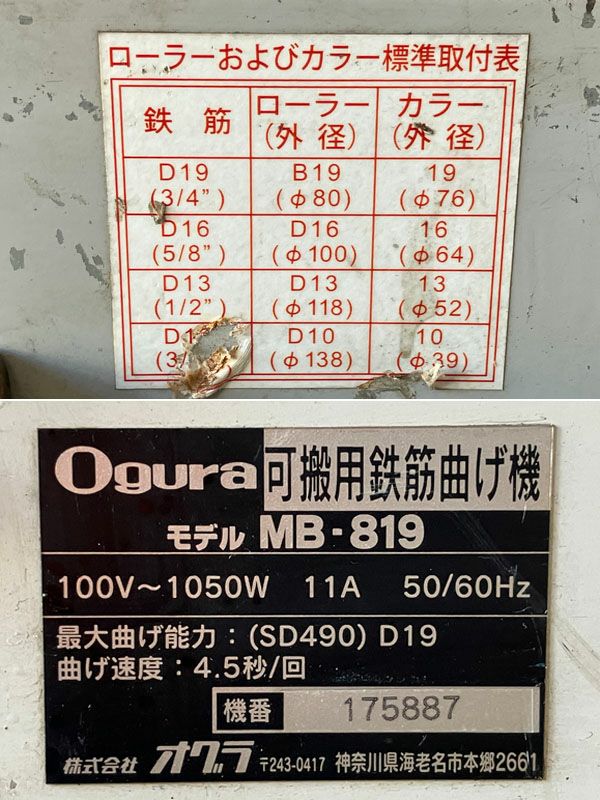 ローラーおよびカラー標準取付表
鉄筋 ローラー(外径) カラー(外径)
D19 (3/4”) B19 (φ80) 19 (φ76)
D16 (5/8”) D16 (φ100) 16 (φ64)
D13 (1/2”) D13 (φ118) 13 (φ52)
D10 (φ138) 10 (φ39)
Ogura 可搬用鉄筋曲げ機
モデル MB-819
100V～1050W 11A 50/60Hz
最大曲げ能力：(SD490) D19
曲げ速度：4.5秒/回
機番 175887
株式会社 オグラ 〒243-0417 神奈川県海老名市本郷2661